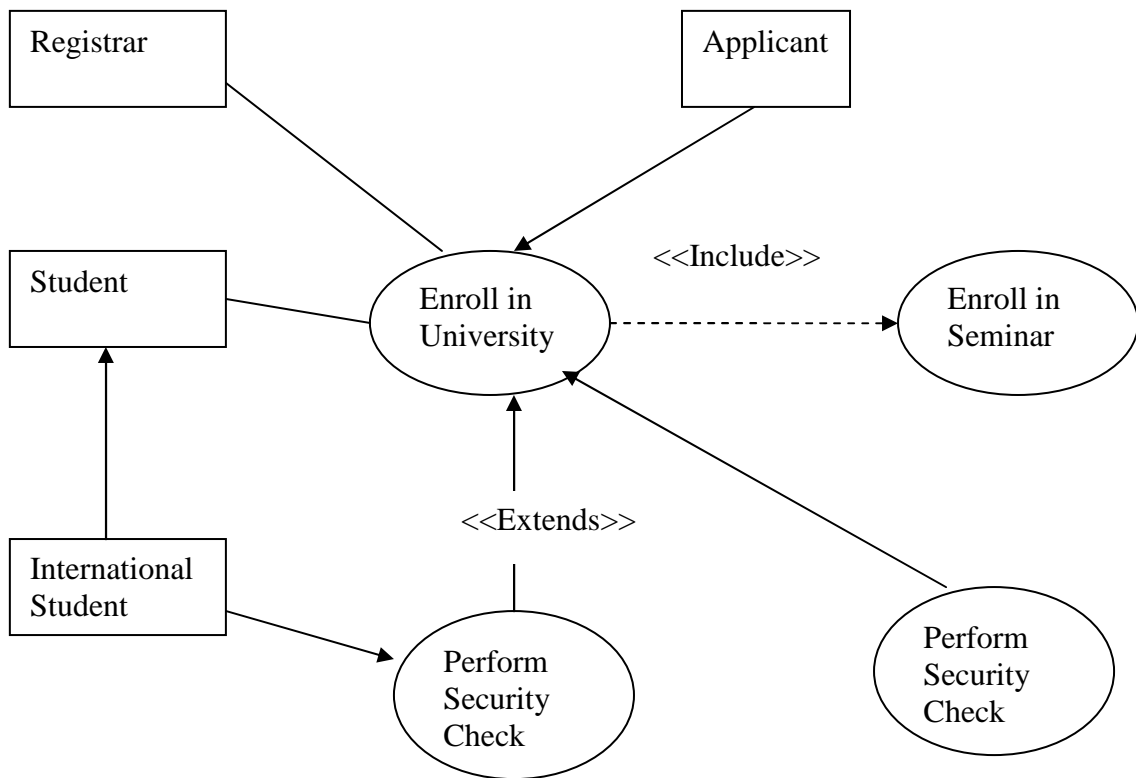 Registrar
Applicant
<<Include>>
Student
Enroll in
University
Enroll in
Seminar
<<Extends>>
International
Student
Perform
Security
Check
Perform
Security
Check